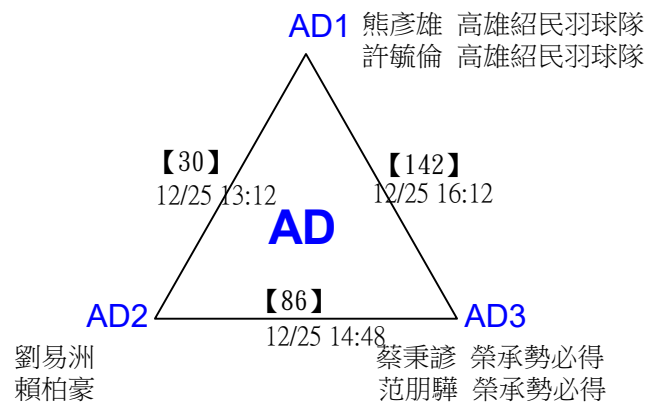 AD1 熊彥雄 高雄紹民羽球隊
許毓倫 高雄紹民羽球隊
【30】
12/25 13:12
【142】
12/25 16:12
AD
AD2
【86】
12/25 14:48
AD3
劉易洲
賴柏豪
蔡秉諺 榮承勢必得
范朋驊 榮承勢必得